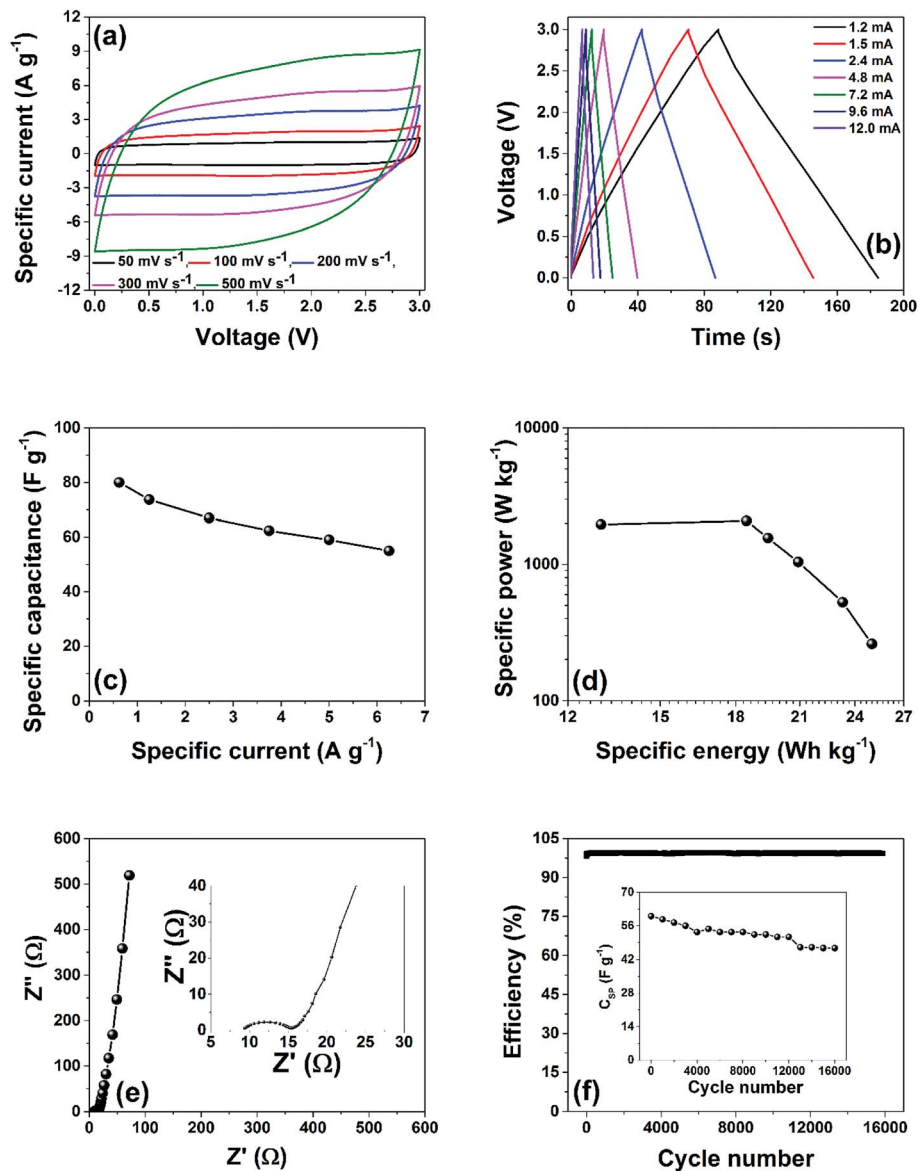 (a)
Specific current (A g⁻¹)
12
9
6
3
0
-3
-6
-9
-12
50 mV s⁻¹, 100 mV s⁻¹, 200 mV s⁻¹,
300 mV s⁻¹, 500 mV s⁻¹
0.0 0.5 1.0 1.5 2.0 2.5 3.0
Voltage (V)
(b)
Voltage (V)
3.0
2.5
2.0
1.5
1.0
0.5
0.0
1.2 mA
1.5 mA
2.4 mA
4.8 mA
7.2 mA
9.6 mA
12.0 mA
0 40 80 120 160 200
Time (s)
(c)
Specific capacitance (F g⁻¹)
100
80
60
40
20
0
0 1 2 3 4 5 6 7
Specific current (A g⁻¹)
(d)
Specific power (W kg⁻¹)
10000
1000
100
12 15 18 21 24 27
Specific energy (Wh kg⁻¹)
(e)
Z'' (Ω)
600
500
400
300
200
100
0
0 100 200 300 400 500 600
Z' (Ω)
Z'' (Ω)
40
30
20
10
0
5 10 15 20 25 30
Z' (Ω)
(f)
Efficiency (%)
105
90
75
60
45
30
15
0
0 4000 8000 12000 16000
Cycle number
C_SP (F g⁻¹)
70
56
42
28
14
0
0 4000 8000 12000 16000
Cycle number